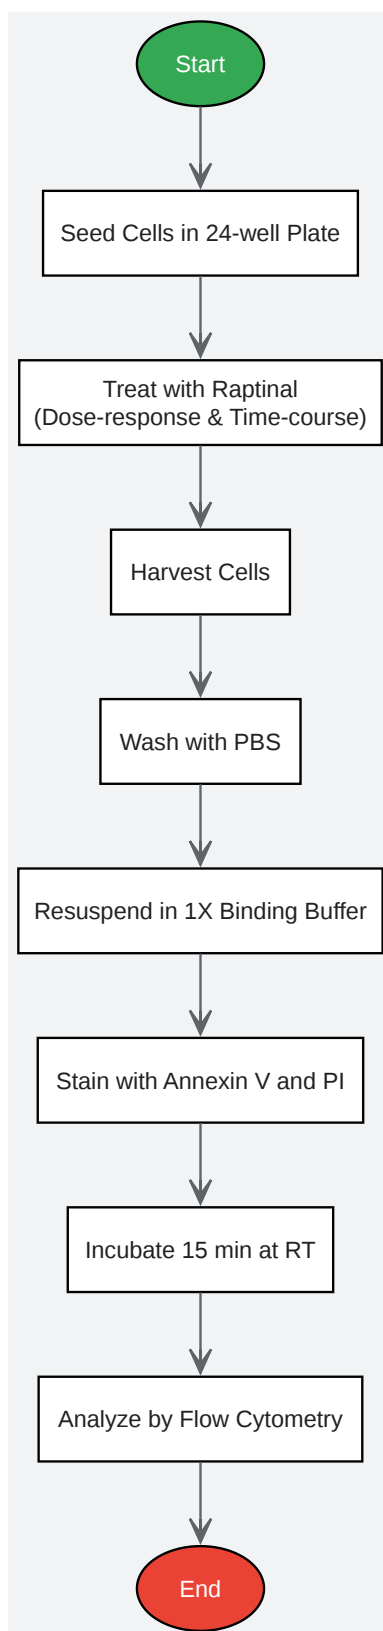 Start
Seed Cells in 24-well Plate
Treat with Raptinal
(Dose-response & Time-course)
Harvest Cells
Wash with PBS
Resuspend in 1X Binding Buffer
Stain with Annexin V and PI
Incubate 15 min at RT
Analyze by Flow Cytometry
End